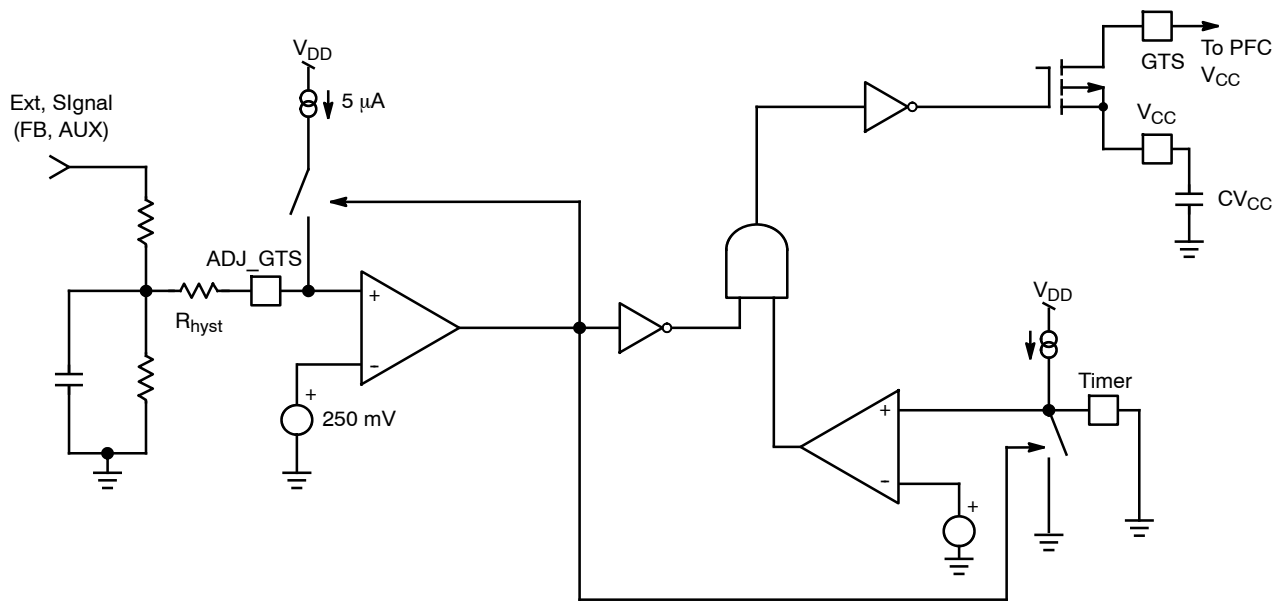 V_DD
5 µA
Ext, SIgnal
(FB, AUX)
ADJ_GTS
R_hyst
+
−
+
250 mV
GTS
To PFC
V_CC
V_CC
CV_CC
V_DD
Timer
+
-
+